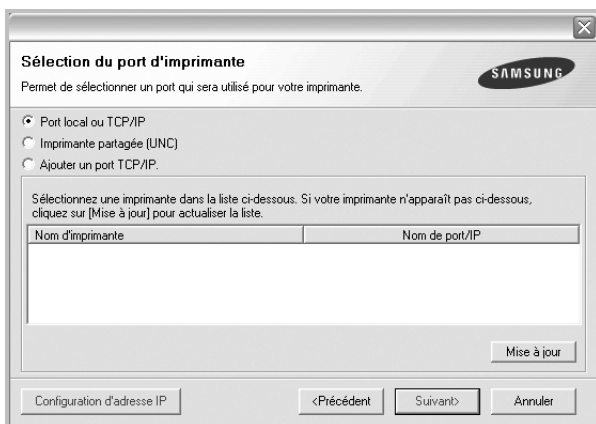 Sélection du port d'imprimante
SAMSUNG
Permet de sélectionner un port qui sera utilisé pour votre imprimante.
Port local ou TCP/IP
Imprimante partagée (UNC)
Ajouter un port TCP/IP.
Sélectionnez une imprimante dans la liste ci-dessous. Si votre imprimante n'apparaît pas ci-dessous,
cliquez sur [Mise à jour] pour actualiser la liste.
Nom d'imprimante Nom de port/IP
Mise à jour
Configuration d'adresse IP <Précédent Suivant> Annuler